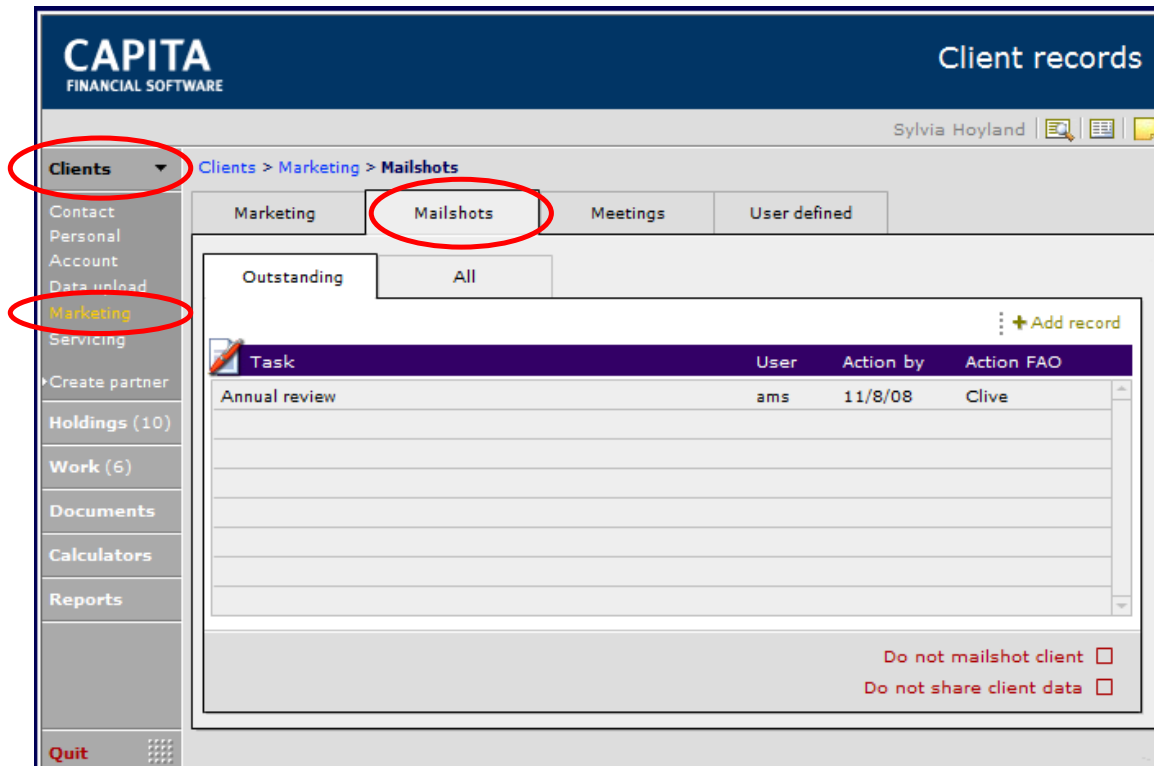 CAPITA
FINANCIAL SOFTWARE
Client records
Sylvia Hoyland
Clients
Clients > Marketing > Mailshots
Contact
Personal
Account
Data upload
Marketing
Servicing
Create partner
Holdings (10)
Work (6)
Documents
Calculators
Reports
Quit
Marketing Mailshots Meetings User defined
Outstanding All
+ Add record
Task User Action by Action FAO
Annual review ams 11/8/08 Clive
Do not mailshot client
Do not share client data